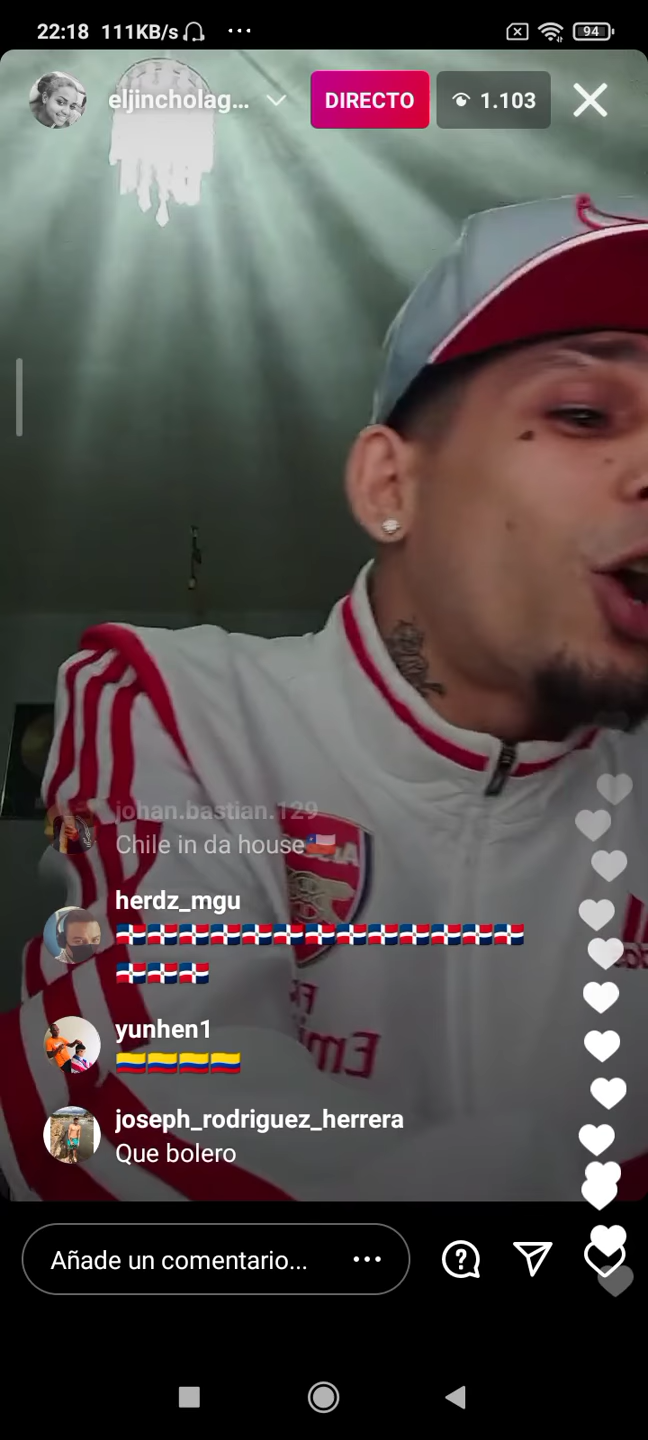 22:18 111KB/s
94
eljincholag...
DIRECTO
1.103
johan.bastian.129
Chile in da house🇨🇱
herdz_mgu
🇩🇴🇩🇴🇩🇴🇩🇴🇩🇴🇩🇴🇩🇴🇩🇴🇩🇴🇩🇴🇩🇴🇩🇴🇩🇴
🇩🇴🇩🇴🇩🇴
yunhen1
🇨🇴🇨🇴🇨🇴🇨🇴
joseph_rodriguez_herrera
Que bolero
Añade un comentario...